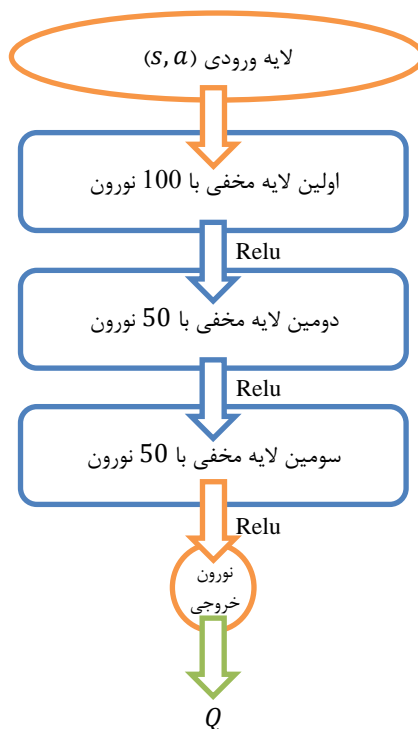 لایه ورودی (s, a)
اولین لایه مخفی با 100 نورون
Relu
دومین لایه مخفی با 50 نورون
Relu
سومین لایه مخفی با 50 نورون
Relu
نورون
خروجی
Q